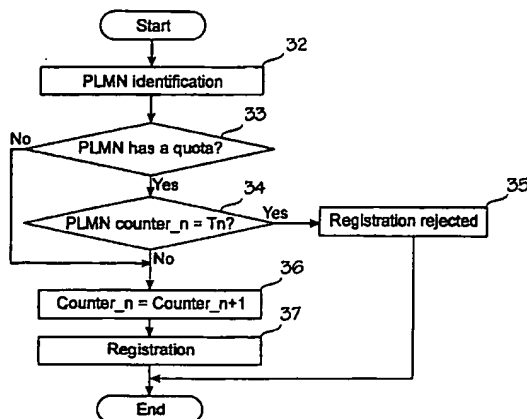 Start
32
PLMN identification
33
No
PLMN has a quota?
Yes
34
35
PLMN counter_n = Tn?
Yes
Registration rejected
No
36
Counter_n = Counter_n+1
37
Registration
End